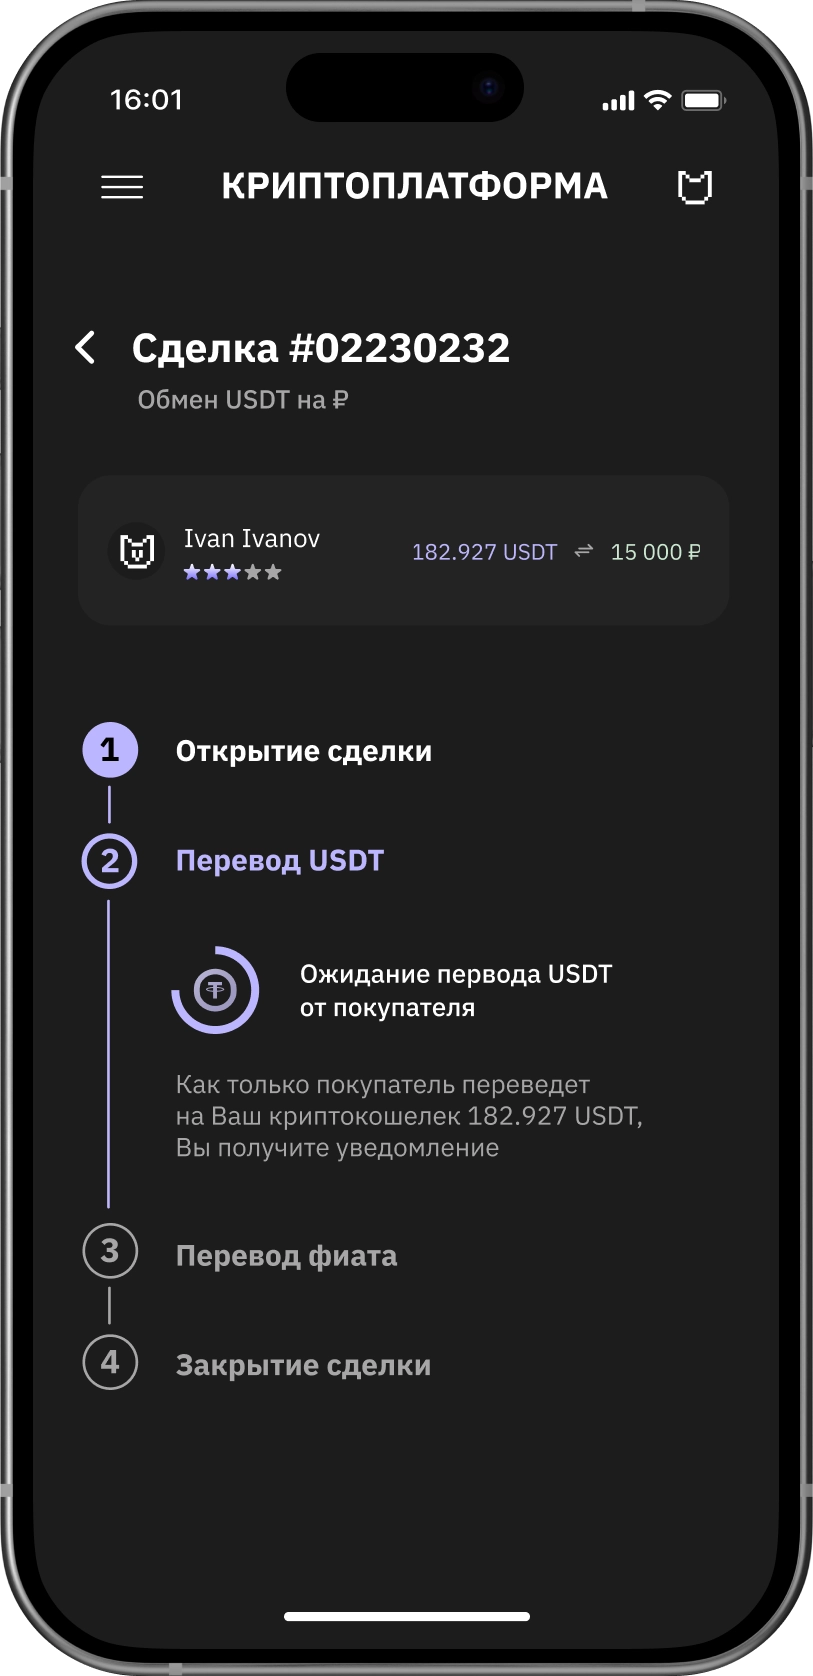 16:01
КРИПТОПЛАТФОРМА
Сделка #02230232
Обмен USDT на ₽
Ivan Ivanov
182.927 USDT ⇌ 15 000 ₽
1 Открытие сделки
2 Перевод USDT
Ожидание первода USDT
от покупателя
Как только покупатель переведет
на Ваш криптокошелек 182.927 USDT,
Вы получите уведомление
3 Перевод фиата
4 Закрытие сделки